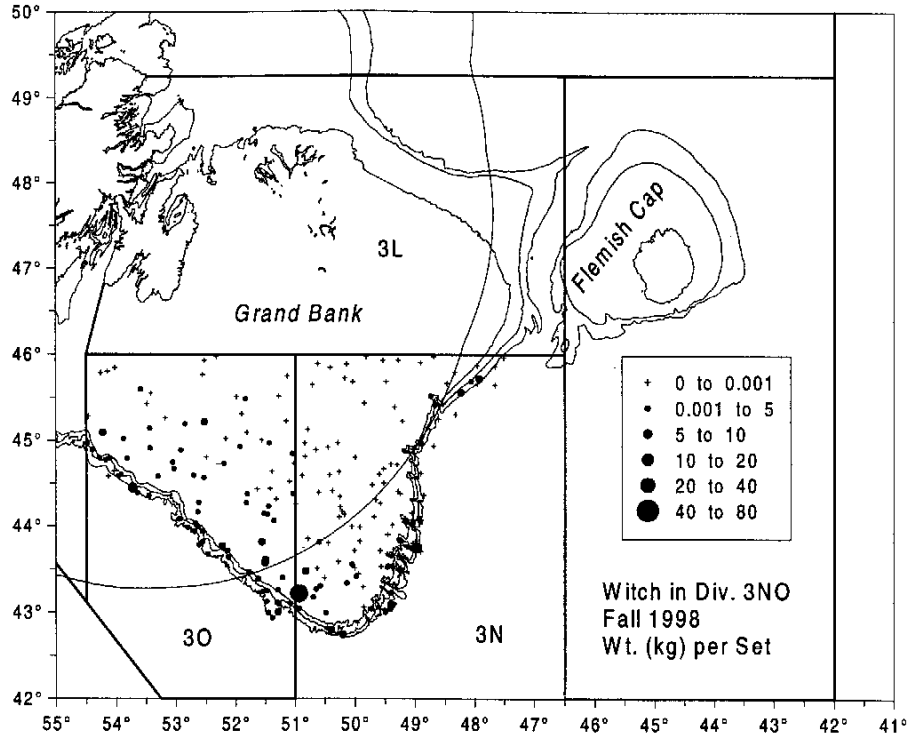 50°
49°
48°
47°
46°
45°
44°
43°
42°
55° 54° 53° 52° 51° 50° 49° 48° 47° 46° 45° 44° 43° 42° 41°
3L
Flemish Cap
Grand Bank
0 to 0.001
0.001 to 5
5 to 10
10 to 20
20 to 40
40 to 80
3O
3N
Witch in Div. 3NO
Fall 1998
Wt. (kg) per Set